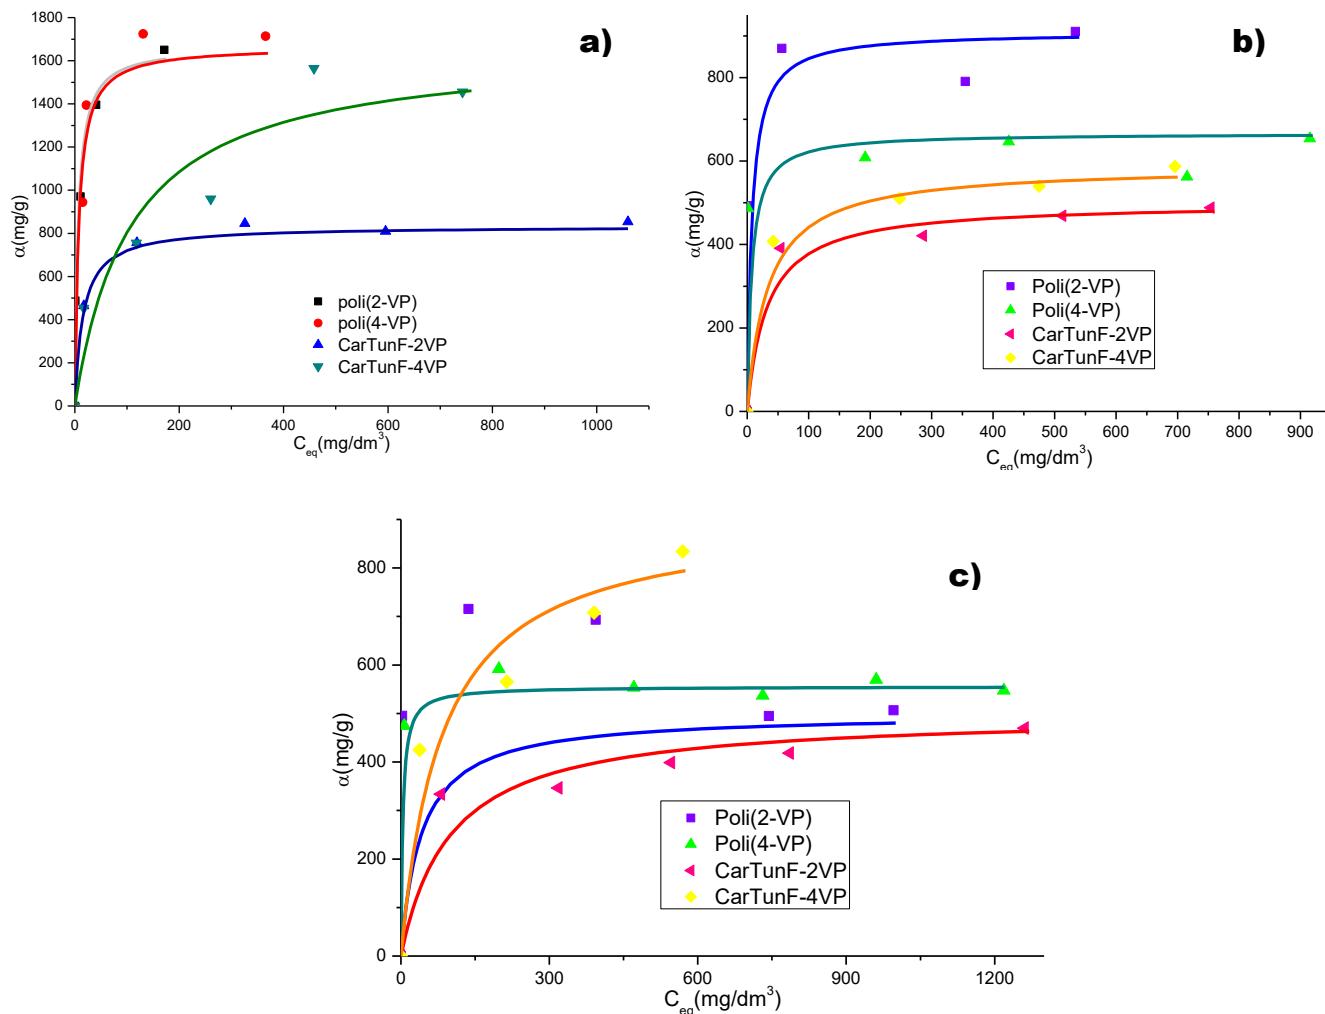 a)
α(mg/g)
1800
1600
1400
1200
1000
800
600
400
200
0
0
200
400
600
800
1000
C_eq(mg/dm³)
poli(2-VP)
poli(4-VP)
CarTunF-2VP
CarTunF-4VP
b)
α(mg/g)
800
600
400
200
0
0
100
200
300
400
500
600
700
800
900
C_eq(mg/dm³)
Poli(2-VP)
Poli(4-VP)
CarTunF-2VP
CarTunF-4VP
c)
α(mg/g)
800
600
400
200
0
0
300
600
900
1200
C_eq(mg/dm³)
Poli(2-VP)
Poli(4-VP)
CarTunF-2VP
CarTunF-4VP